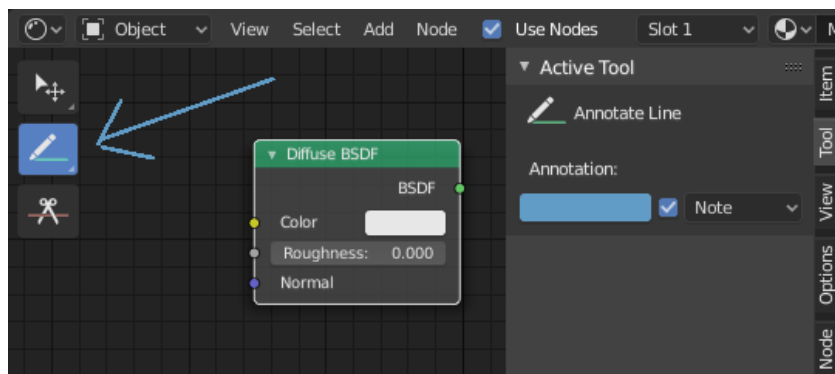 Object View Select Add Node Use Nodes Slot 1
Active Tool
Annotate Line
Annotation:
Note
Diffuse BSDF
BSDF
Color
Roughness: 0.000
Normal
Item
Tool
View
Options
Node